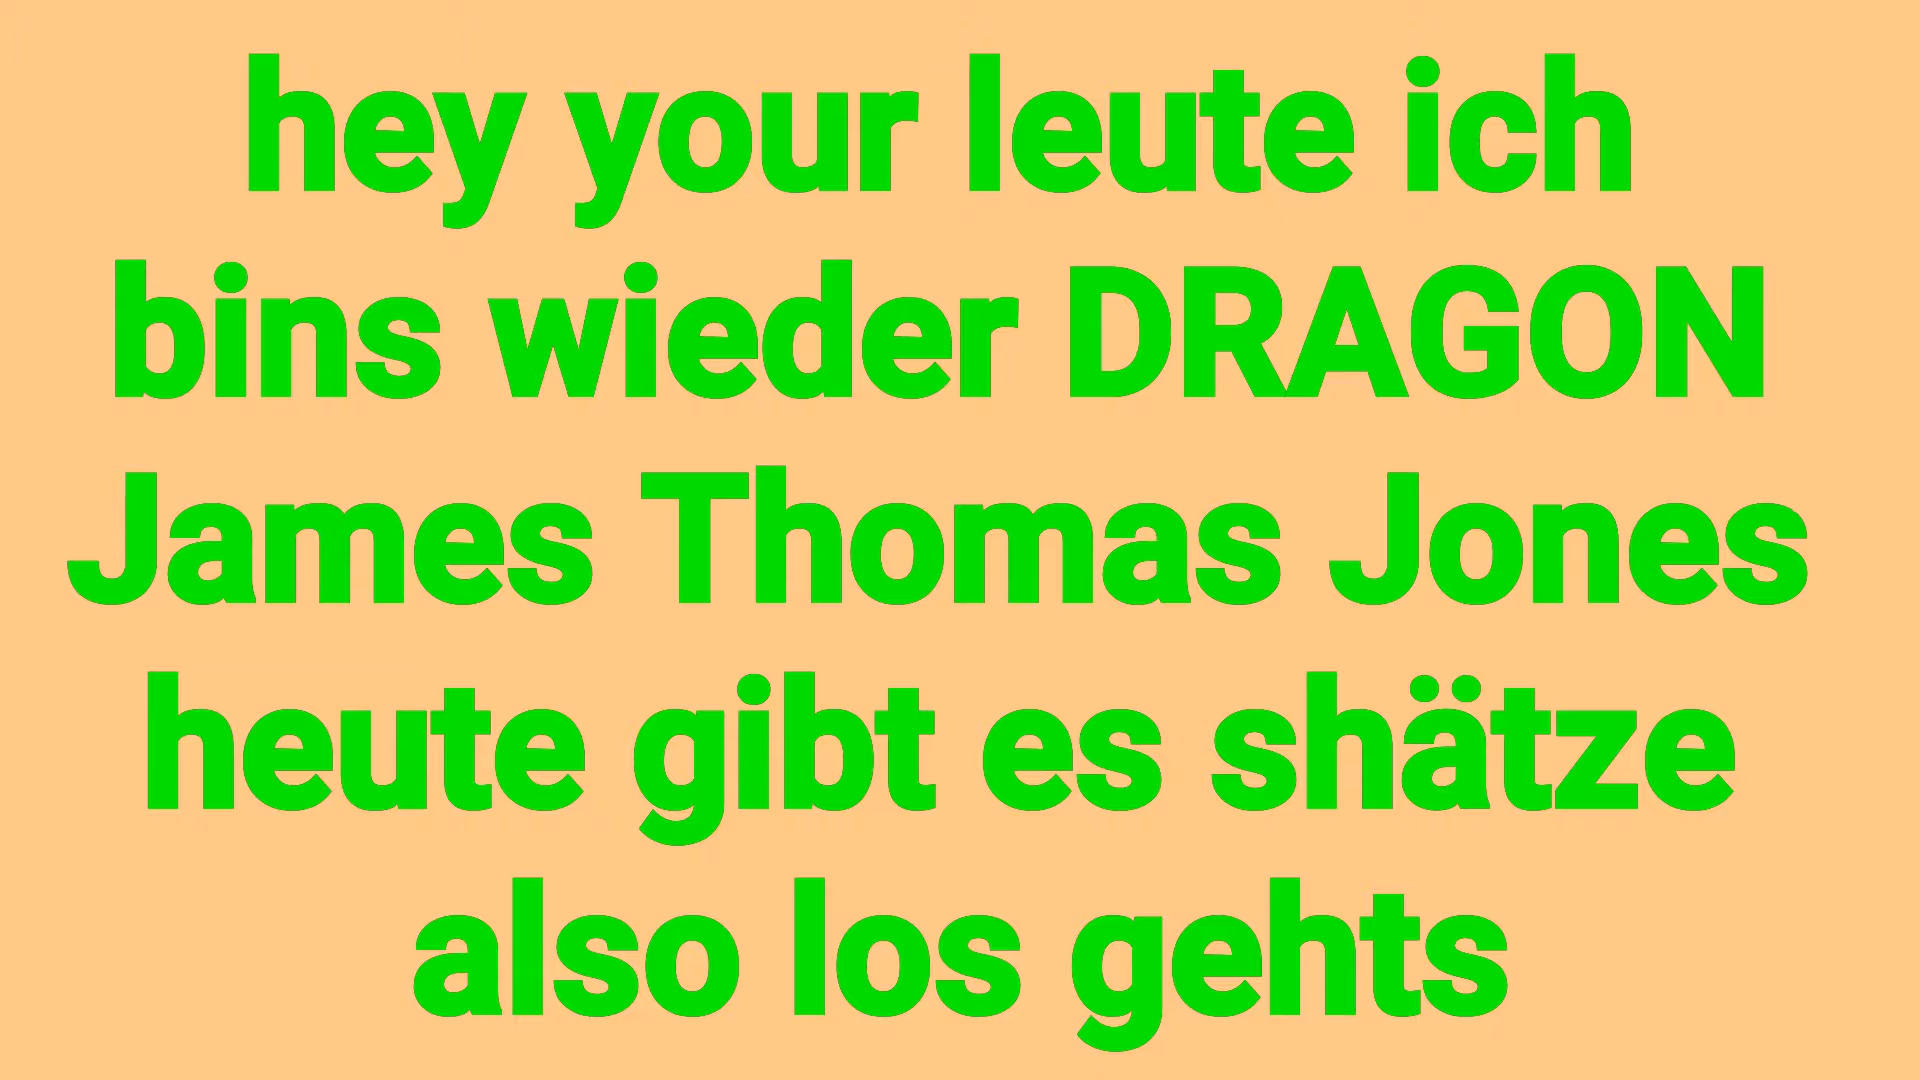 hey your leute ich
bins wieder DRAGON
James Thomas Jones
heute gibt es shätze
also los gehts